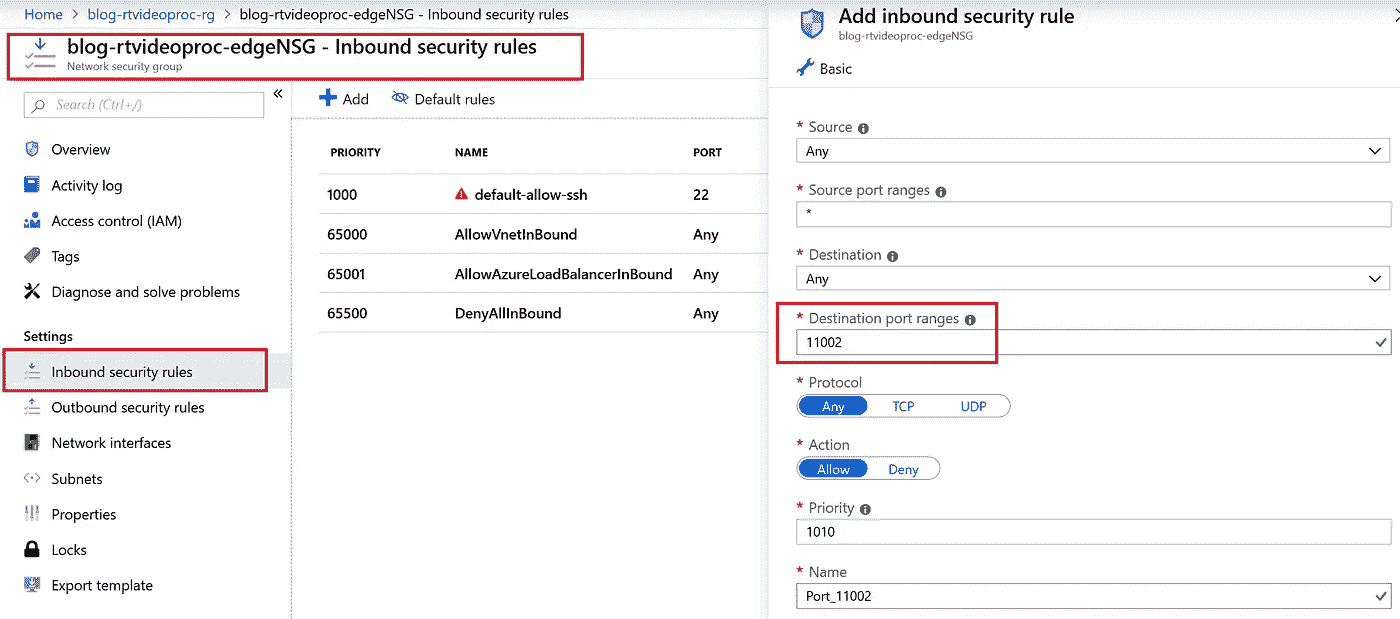 Home > blog-rtvideoproc-rg > blog-rtvideoproc-edgeNSG - Inbound security rules
blog-rtvideoproc-edgeNSG - Inbound security rules
Network security group
Search (Ctrl+/)
«
Overview
Activity log
Access control (IAM)
Tags
Diagnose and solve problems
Settings
Inbound security rules
Outbound security rules
Network interfaces
Subnets
Properties
Locks
Export template
Add Default rules
PRIORITY NAME PORT
1000 default-allow-ssh 22
65000 AllowVnetInBound Any
65001 AllowAzureLoadBalancerInBound Any
65500 DenyAllInBound Any
Add inbound security rule
blog-rtvideoproc-edgeNSG
Basic
* Source
Any
* Source port ranges
*
* Destination
Any
* Destination port ranges
11002
* Protocol
Any TCP UDP
* Action
Allow Deny
* Priority
1010
* Name
Port_11002